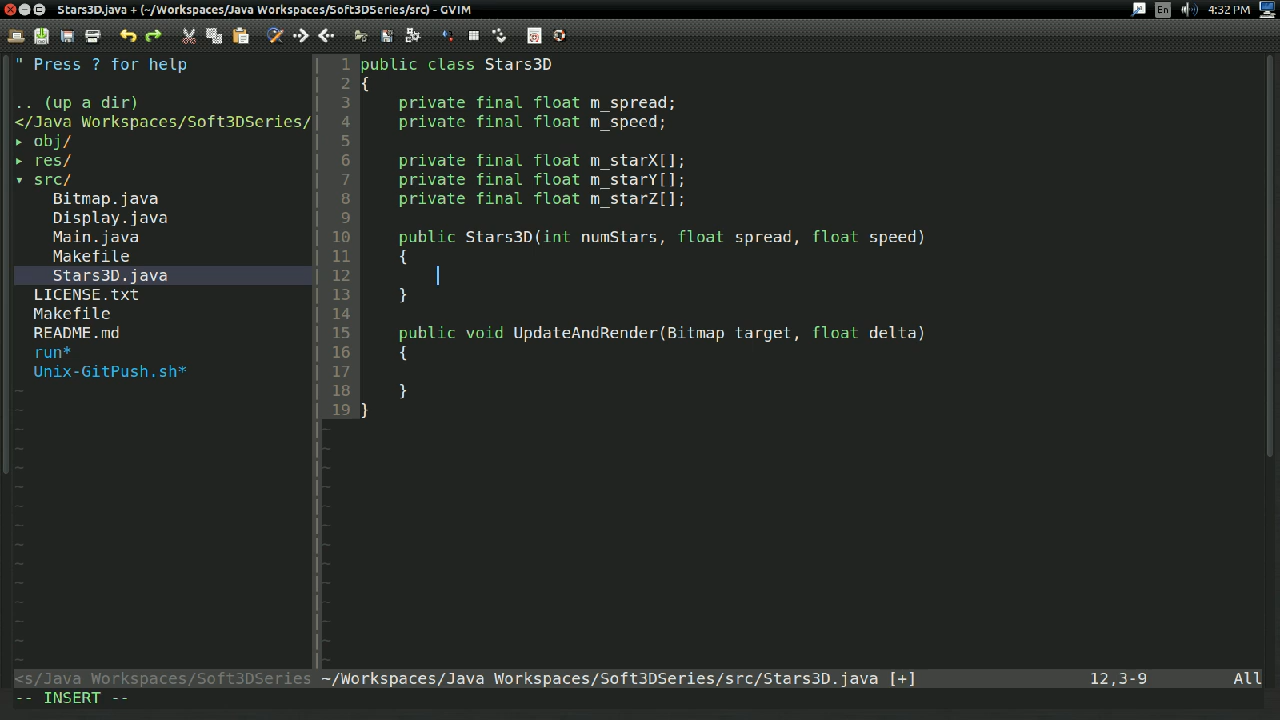 Stars3D.java + (~/Workspaces/Java Workspaces/Soft3DSeries/src) - GVIM
En
4:32 PM
" Press ? for help
.. (up a dir)
</Java Workspaces/Soft3DSeries/
▸ obj/
▸ res/
▾ src/
Bitmap.java
Display.java
Main.java
Makefile
Stars3D.java
LICENSE.txt
Makefile
README.md
run*
Unix-GitPush.sh*
1 public class Stars3D
2 {
3 private final float m_spread;
4 private final float m_speed;
5
6 private final float m_starX[];
7 private final float m_starY[];
8 private final float m_starZ[];
9
10 public Stars3D(int numStars, float spread, float speed)
11 {
12
13 }
14
15 public void UpdateAndRender(Bitmap target, float delta)
16 {
17
18 }
19 }
<s/Java Workspaces/Soft3DSeries ~/Workspaces/Java Workspaces/Soft3DSeries/src/Stars3D.java [+] 12,3-9 All
-- INSERT --